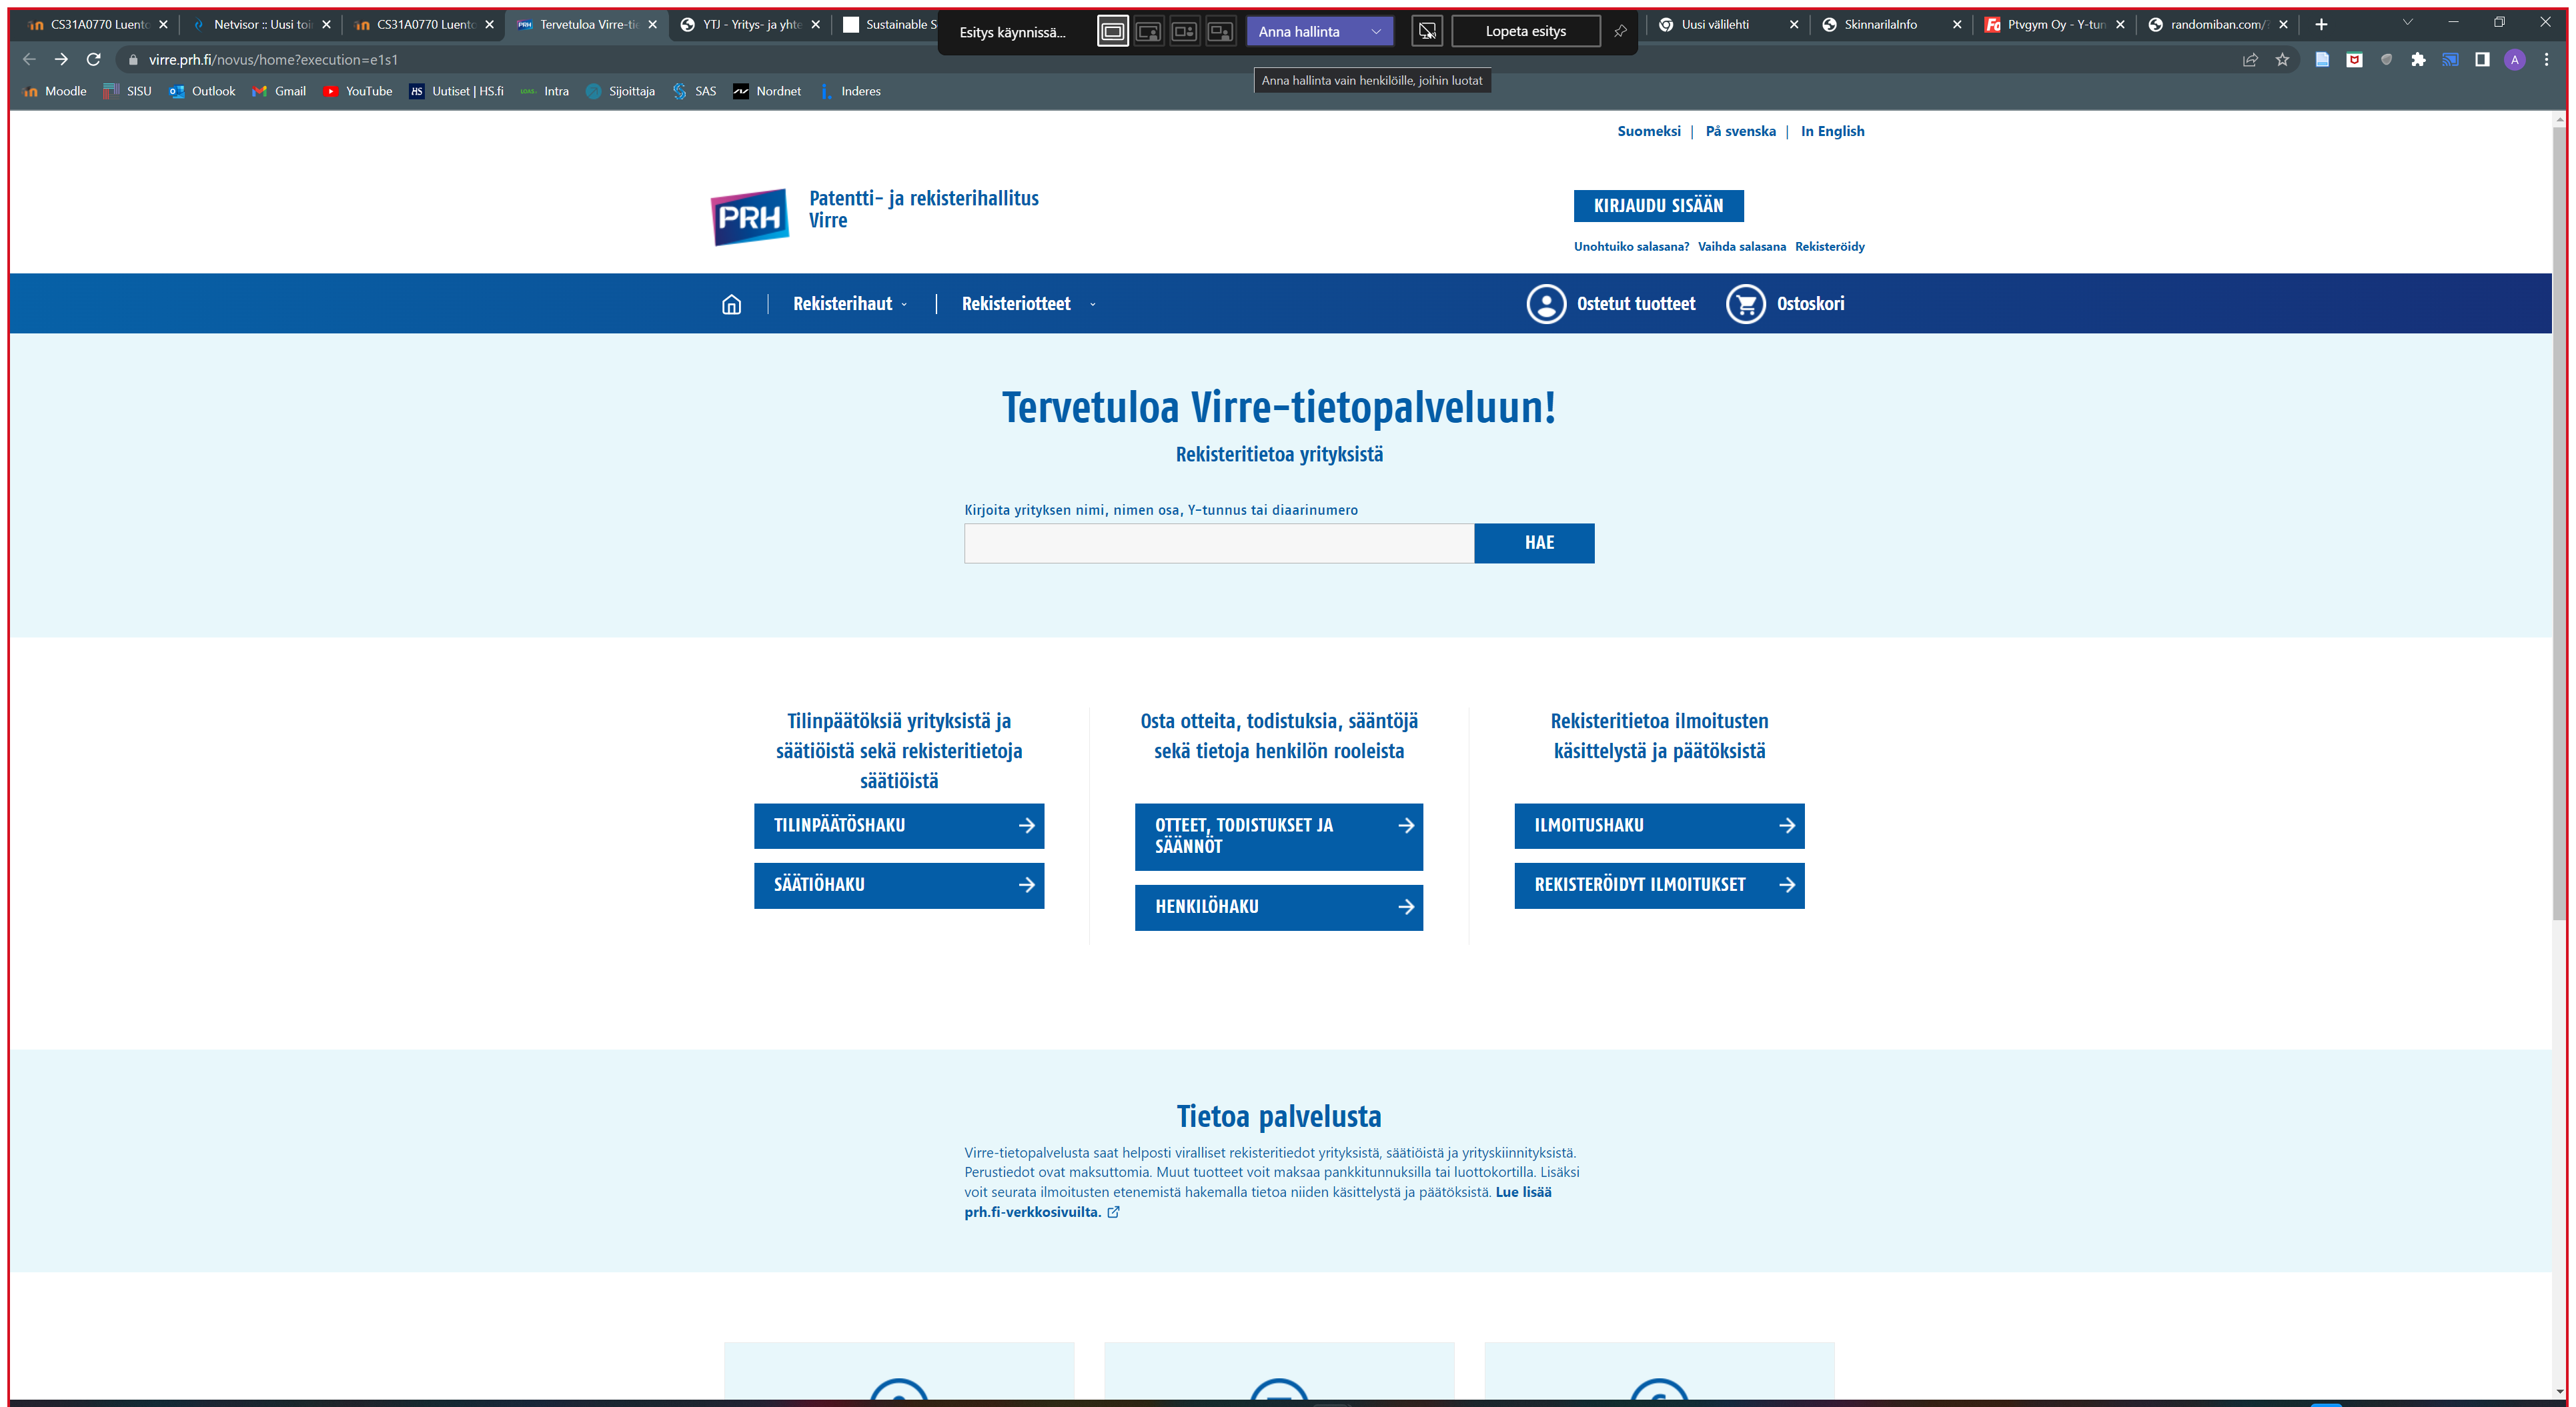 CS31A0770 Luento
Netvisor :: Uusi toi
CS31A0770 Luento
Tervetuloa Virre-tie
YTJ - Yritys- ja yhte
Sustainable S
Esitys käynnissä...
Anna hallinta
Lopeta esitys
Uusi välilehti
SkinnarilaInfo
Ptvgym Oy - Y-tun
randomiban.com/
virre.prh.fi/novus/home?execution=e1s1
A
Anna hallinta vain henkilöille, joihin luotat
Moodle
SISU
Outlook
Gmail
YouTube
HS Uutiset | HS.fi
Intra
Sijoittaja
SAS
Nordnet
Inderes
Suomeksi | På svenska | In English
PRH
Patentti- ja rekisterihallitus
Virre
KIRJAUDU SISÄÄN
Unohtuiko salasana? Vaihda salasana Rekisteröidy
Rekisterihaut
Rekisteriotteet
Ostetut tuotteet
Ostoskori
Tervetuloa Virre-tietopalveluun!
Rekisteritietoa yrityksistä
Kirjoita yrityksen nimi, nimen osa, Y-tunnus tai diaarinumero
HAE
Tilinpäätöksiä yrityksistä ja
säätiöistä sekä rekisteritietoja
säätiöistä
TILINPÄÄTÖSHAKU
SÄÄTIÖHAKU
Osta otteita, todistuksia, sääntöjä
sekä tietoja henkilön rooleista
OTTEET, TODISTUKSET JA
SÄÄNNÖT
HENKILÖHAKU
Rekisteritietoa ilmoitusten
käsittelystä ja päätöksistä
ILMOITUSHAKU
REKISTERÖIDYT ILMOITUKSET
Tietoa palvelusta
Virre-tietopalvelusta saat helposti viralliset rekisteritiedot yrityksistä, säätiöistä ja yrityskiinnityksistä.
Perustiedot ovat maksuttomia. Muut tuotteet voit maksaa pankkitunnuksilla tai luottokortilla. Lisäksi
voit seurata ilmoitusten etenemistä hakemalla tietoa niiden käsittelystä ja päätöksistä. Lue lisää
prh.fi-verkkosivuilta.